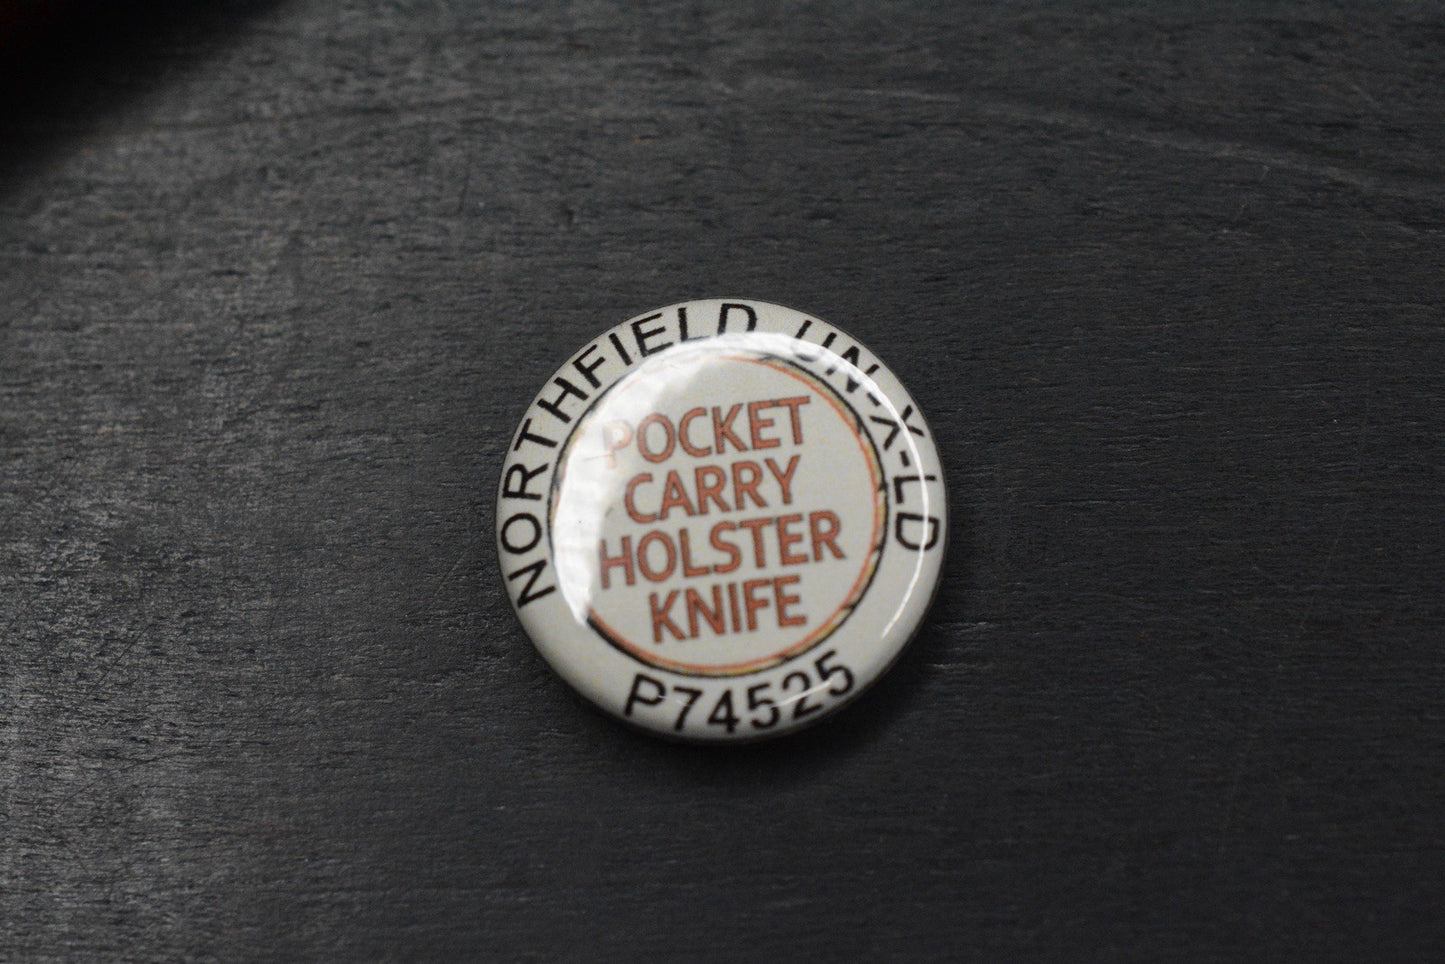 NORTHFIELD UN-X-LD
POCKET
CARRY
HOLSTER
KNIFE
P74525